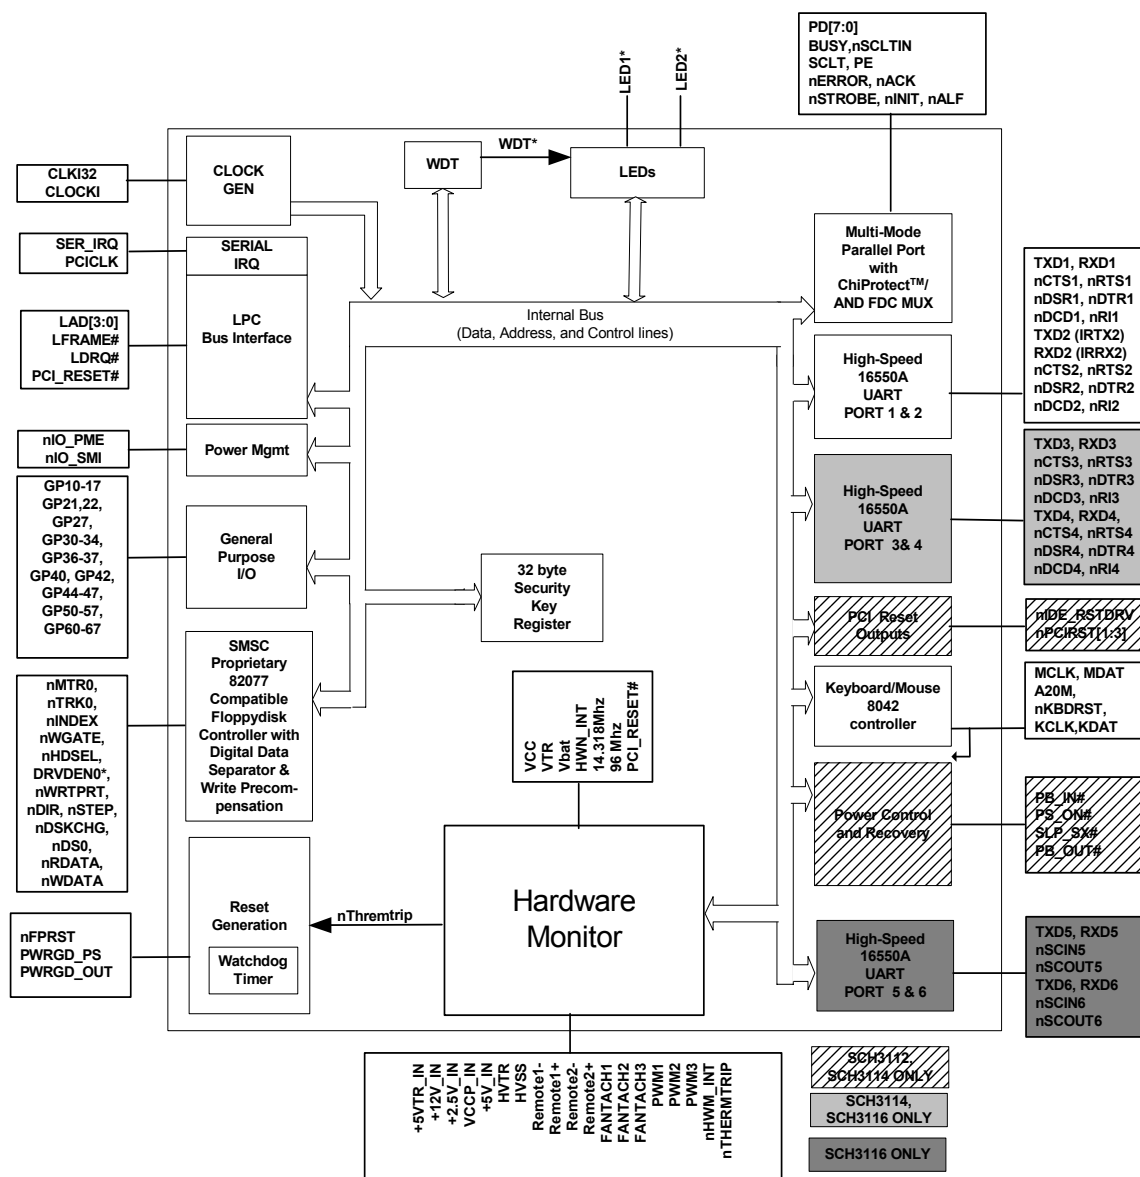 PD[7:0]
BUSY,nSCLTIN
SCLT, PE
nERROR, nACK
nSTROBE, nINIT, nALF
LED1*
LED2*
CLKI32
CLOCKI
CLOCK
GEN
WDT
WDT*
LEDs
SER_IRQ
PCICLK
SERIAL
IRQ
LAD[3:0]
LFRAME#
LDRQ#
PCI_RESET#
LPC
Bus Interface
Internal Bus
(Data, Address, and Control lines)
Multi-Mode
Parallel Port
with
ChiProtect™/
AND FDC MUX
High-Speed
16550A
UART
PORT 1 & 2
TXD1, RXD1
nCTS1, nRTS1
nDSR1, nDTR1
nDCD1, nRI1
TXD2 (IRTX2)
RXD2 (IRRX2)
nCTS2, nRTS2
nDSR2, nDTR2
nDCD2, nRI2
nIO_PME
nIO_SMI
Power Mgmt
High-Speed
16550A
UART
PORT 3& 4
TXD3, RXD3
nCTS3, nRTS3
nDSR3, nDTR3
nDCD3, nRI3
TXD4, RXD4,
nCTS4, nRTS4
nDSR4, nDTR4
nDCD4, nRI4
GP10-17
GP21,22,
GP27,
GP30-34,
GP36-37,
GP40, GP42,
GP44-47,
GP50-57,
GP60-67
General
Purpose
I/O
32 byte
Security
Key
Register
PCI Reset
Outputs
nIDE_RSTDRV
nPCIRST[1:3]
nMTR0,
nTRK0,
nINDEX
nWGATE,
nHDSEL,
DRVDEN0*,
nWRTPRT,
nDIR, nSTEP,
nDSKCHG,
nDS0,
nRDATA,
nWDATA
SMSC
Proprietary
82077
Compatible
Floppydisk
Controller with
Digital Data
Separator &
Write Precom-
pensation
VCC
VTR
Vbat
HWN_INT
14.318Mhz
96 Mhz
PCI_RESET#
Keyboard/Mouse
8042
controller
MCLK, MDAT
A20M,
nKBDRST,
KCLK,KDAT
Power Control
and Recovery
PB_IN#
PS_ON#
SLP_SX#
PB_OUT#
nFPRST
PWRGD_PS
PWRGD_OUT
Reset
Generation
Watchdog
Timer
nThremtrip
Hardware
Monitor
High-Speed
16550A
UART
PORT 5 & 6
TXD5, RXD5
nSCIN5
nSCOUT5
TXD6, RXD6
nSCIN6
nSCOUT6
+5VTR_IN
+12V_IN
+2.5V_IN
VCCP_IN
+5V_IN
HVTR
HVSS
Remote1-
Remote1+
Remote2-
Remote2+
FANTACH1
FANTACH2
FANTACH3
PWM1
PWM2
PWM3
nHWM_INT
nTHERMTRIP
SCH3112,
SCH3114 ONLY
SCH3114,
SCH3116 ONLY
SCH3116 ONLY